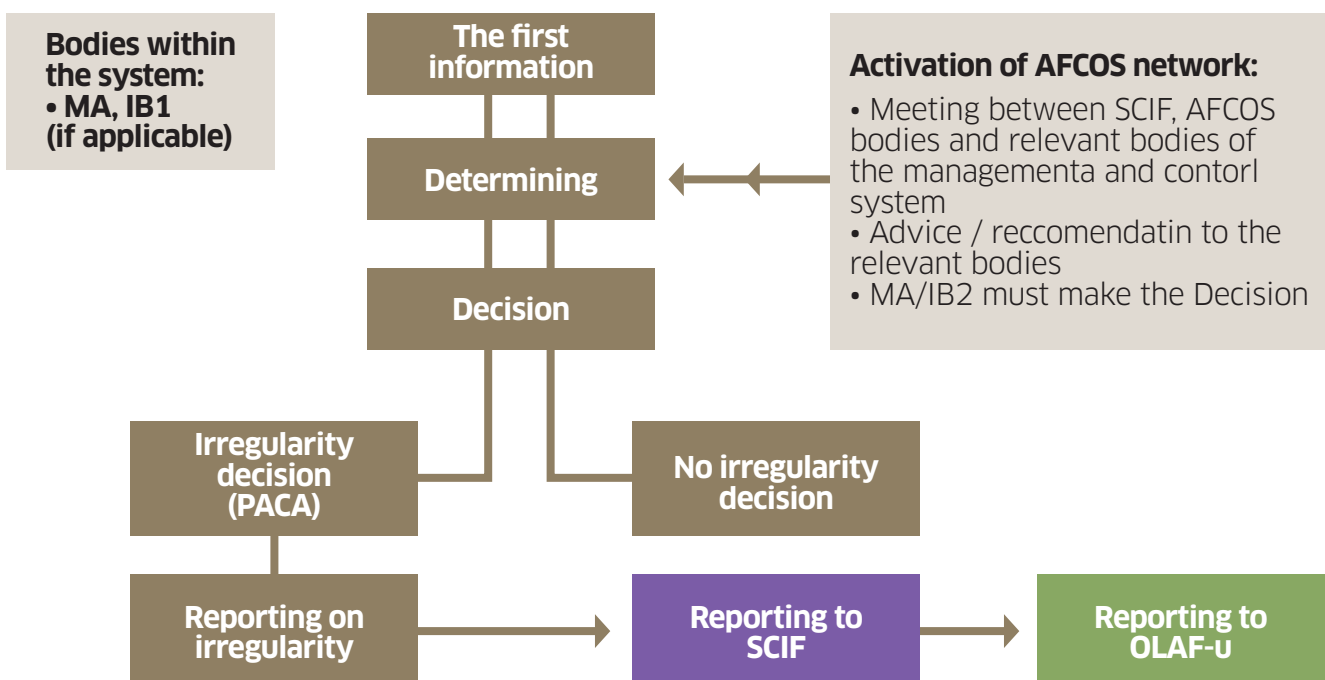 Bodies within
the system:
• MA, IB1
(if applicable)
The first
information
Determining
Decision
Activation of AFCOS network:
• Meeting between SCIF, AFCOS
bodies and relevant bodies of
the managementa and contorl
system
• Advice / reccomendatin to the
relevant bodies
• MA/IB2 must make the Decision
Irregularity
decision
(PACA)
No irregularity
decision
Reporting on
irregularity
Reporting to
SCIF
Reporting to
OLAF-u